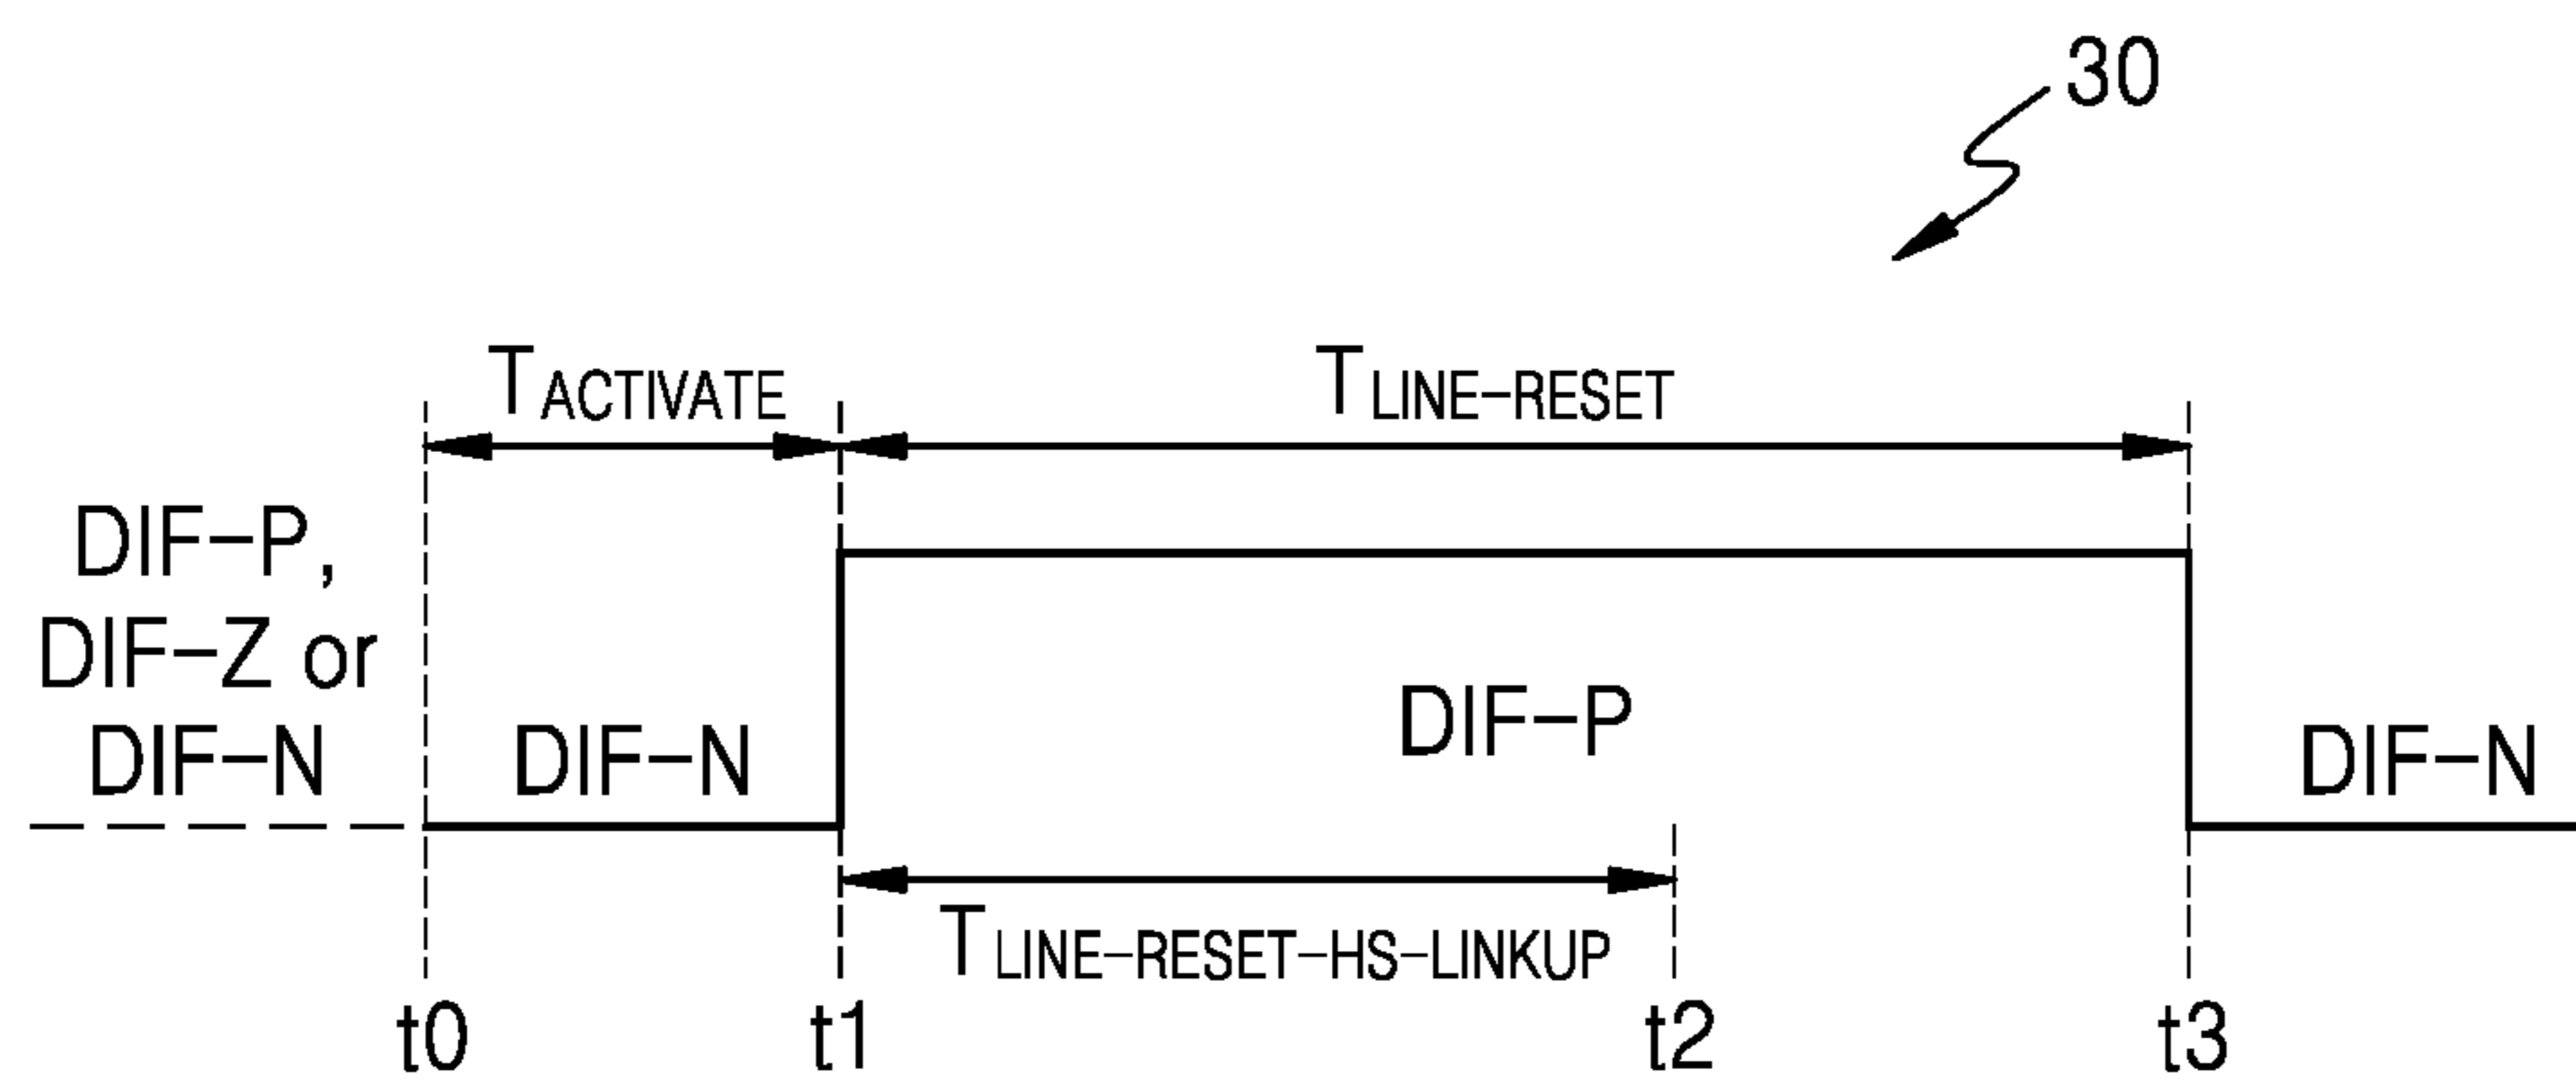 30
TACTIVATE
TLINE-RESET
DIF-P,
DIF-Z or
DIF-N
DIF-N
DIF-P
DIF-N
TLINE-RESET-HS-LINKUP
t0
t1
t2
t3